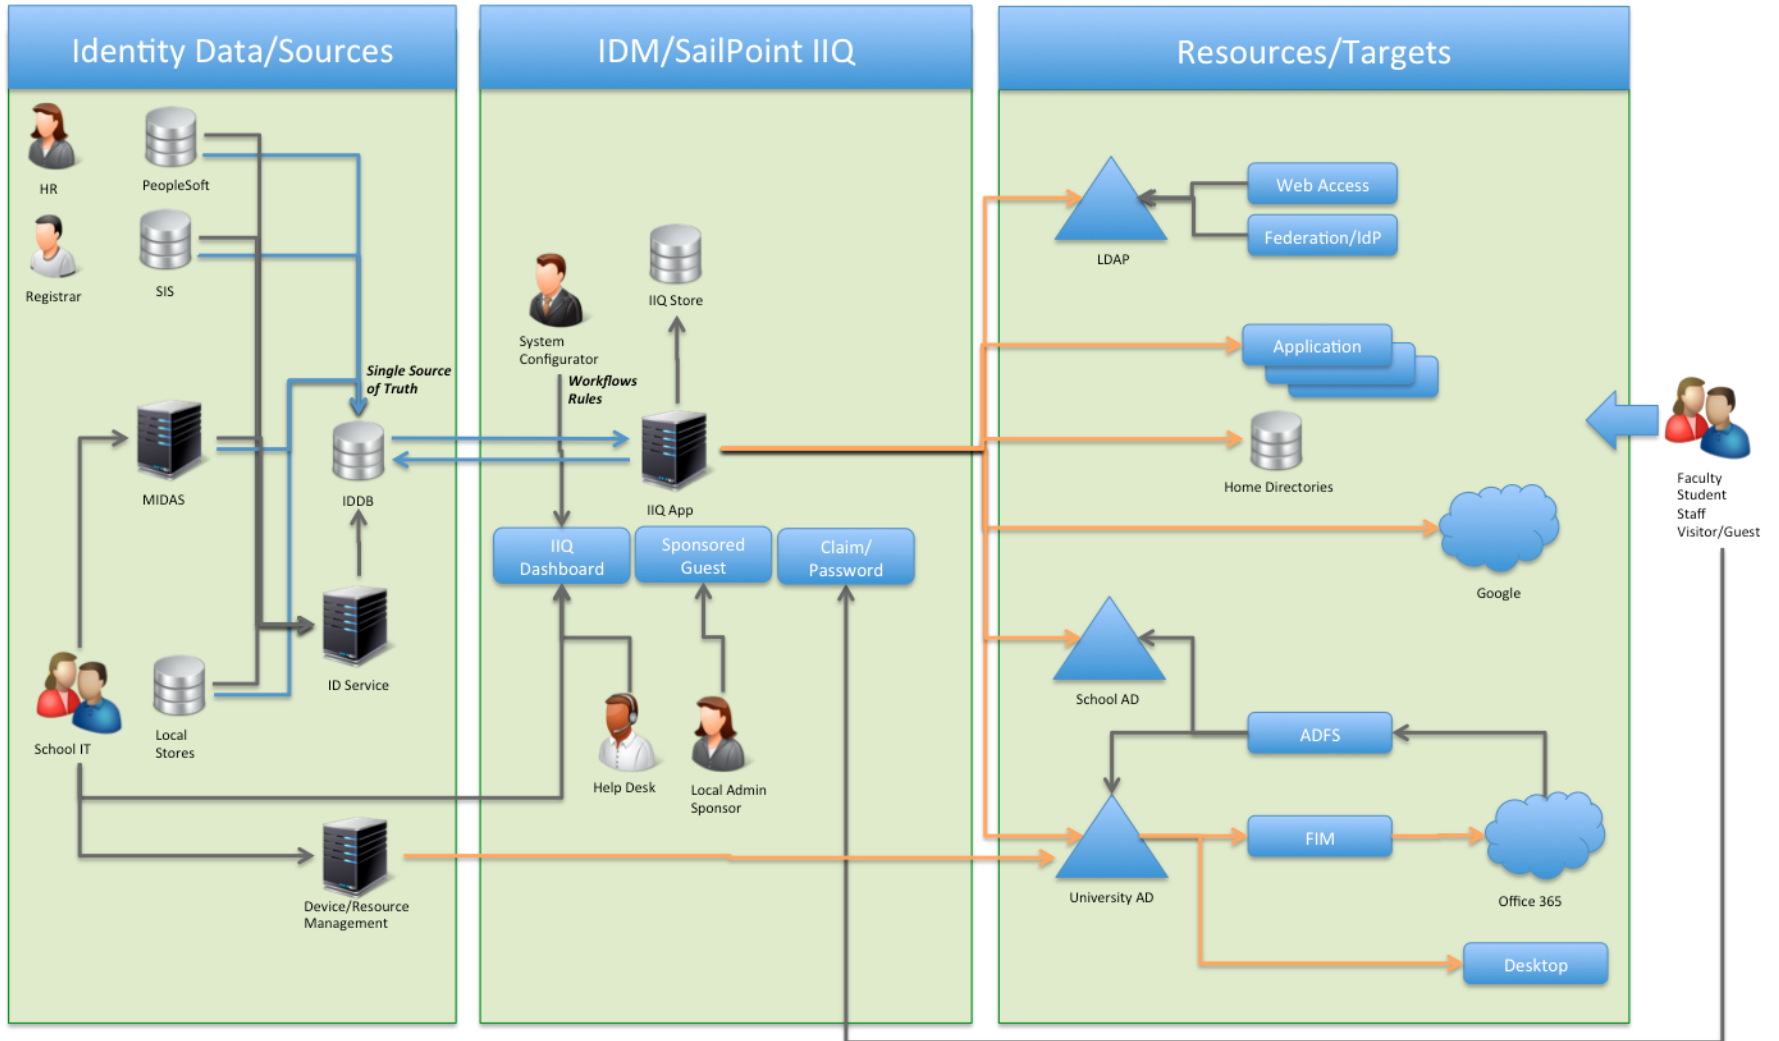 Identity Data/Sources
HR
PeopleSoft
Registrar
SIS
Single Source
of Truth
MIDAS
IDDB
ID Service
School IT
Local
Stores
Device/Resource
Management
IDM/SailPoint IIQ
IIQ Store
System
Configurator
Workflows
Rules
IIQ App
IIQ
Dashboard
Sponsored
Guest
Claim/
Password
Help Desk
Local Admin
Sponsor
Resources/Targets
Web Access
Federation/IdP
LDAP
Application
Home Directories
Google
School AD
ADFS
FIM
University AD
Office 365
Desktop
Faculty
Student
Staff
Visitor/Guest